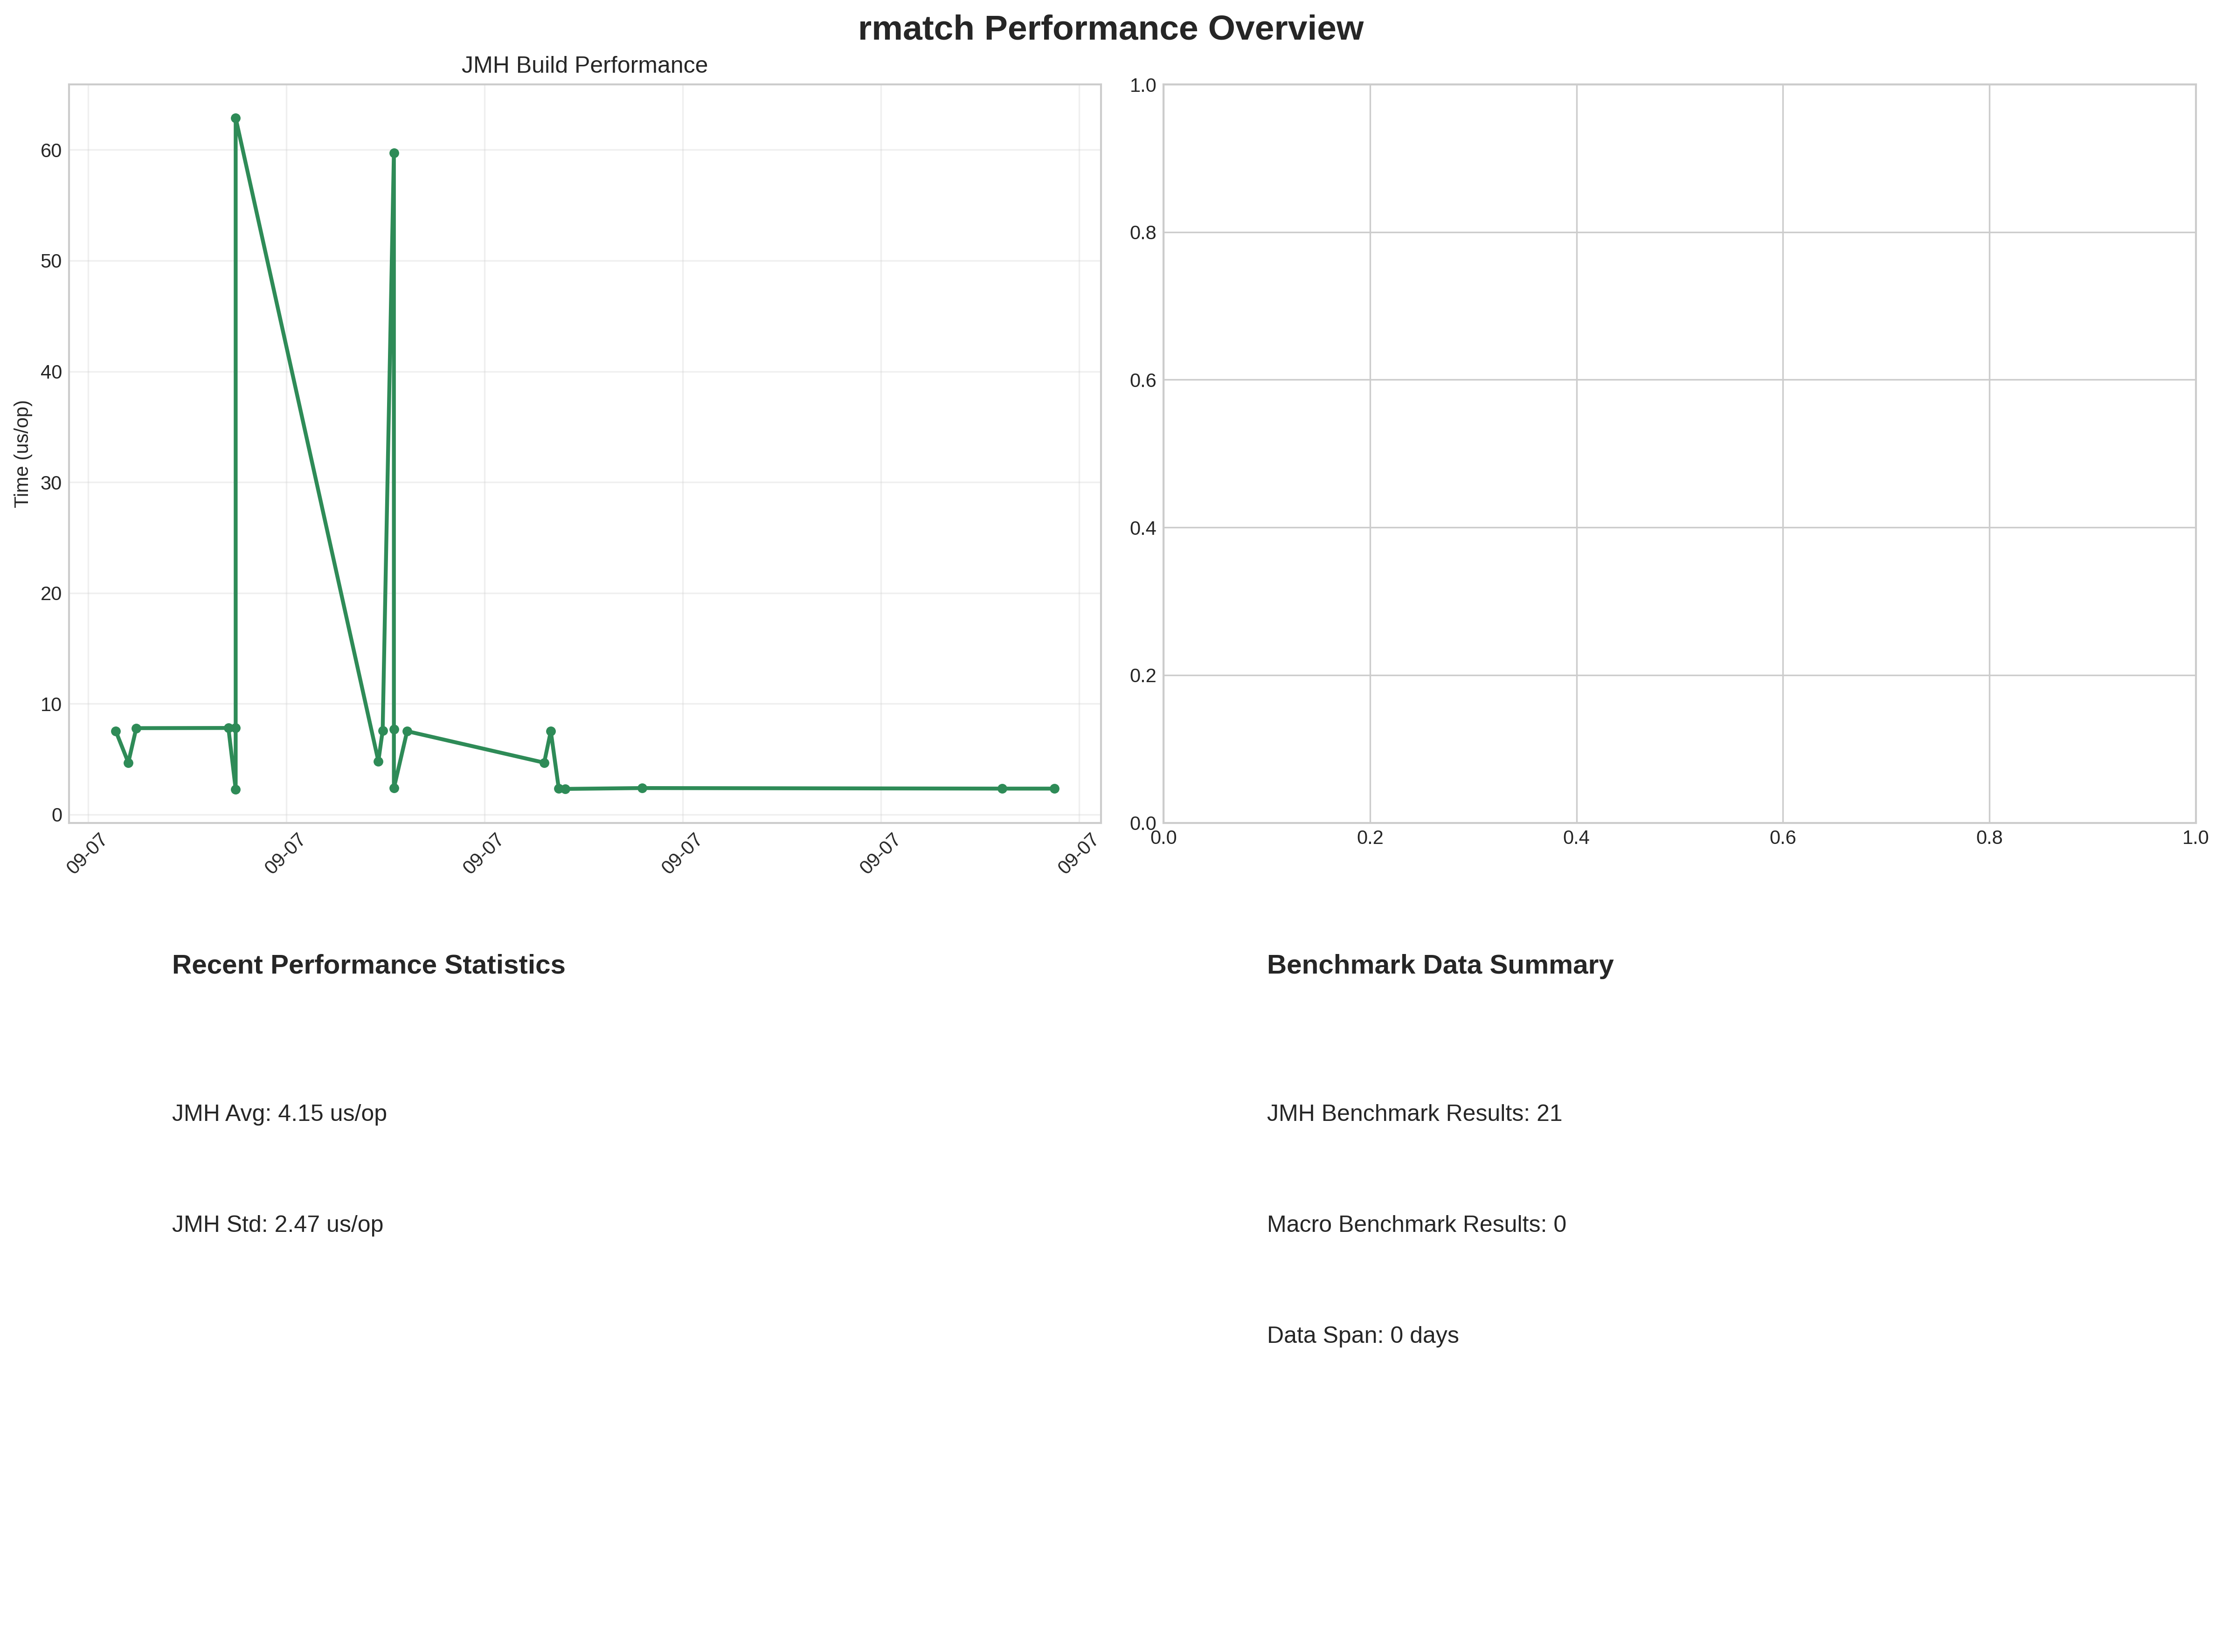 rmatch Performance Overview
JMH Build Performance
Time (us/op)
60
50
40
30
20
10
0
09-07
09-07
09-07
09-07
09-07
09-07
1.0
0.8
0.6
0.4
0.2
0.0
0.0
0.2
0.4
0.6
0.8
1.0
Recent Performance Statistics
JMH Avg: 4.15 us/op
JMH Std: 2.47 us/op
Benchmark Data Summary
JMH Benchmark Results: 21
Macro Benchmark Results: 0
Data Span: 0 days